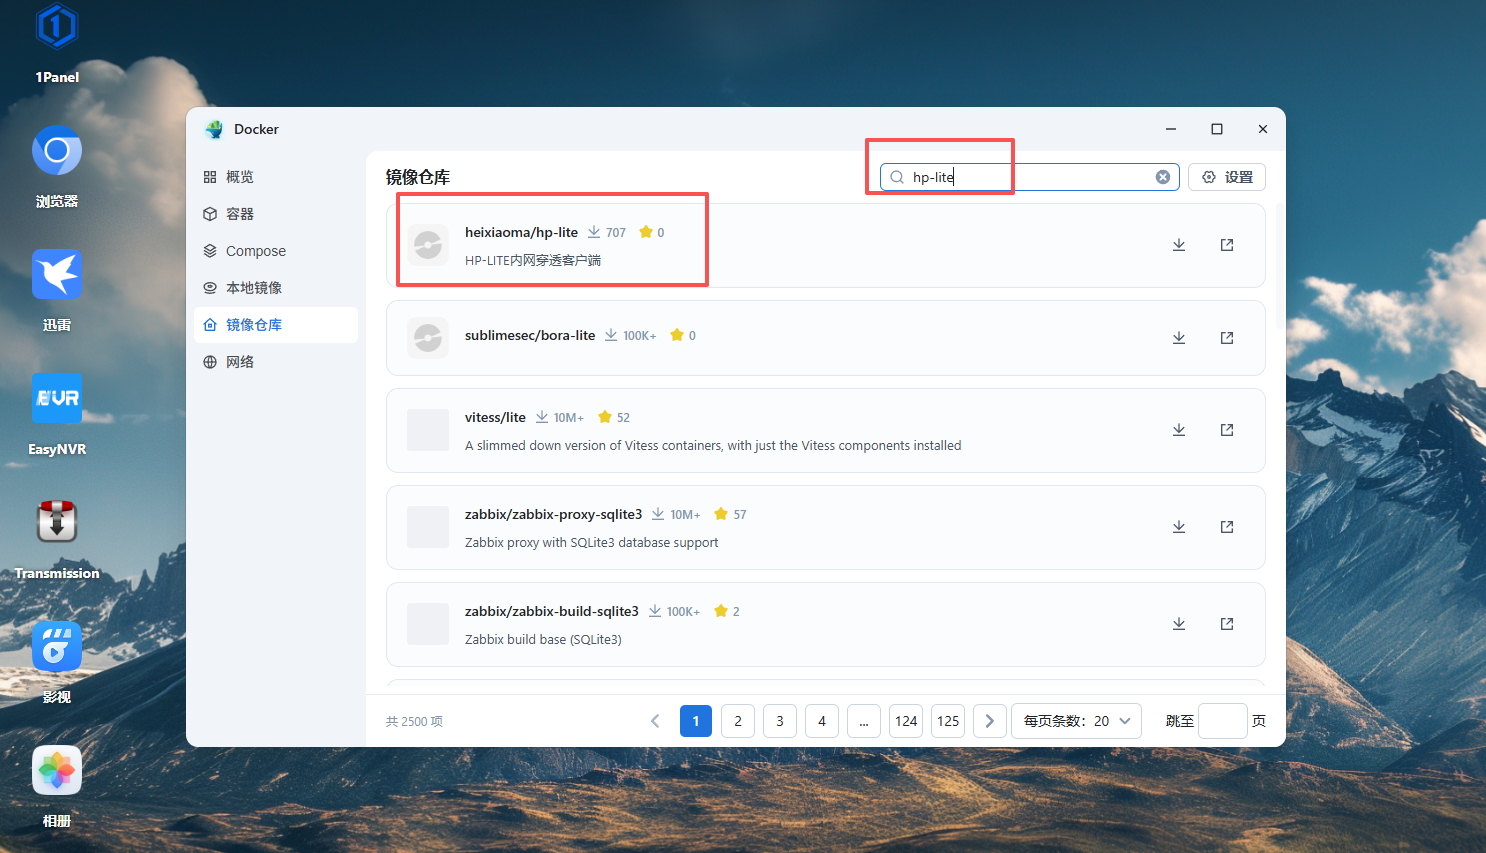 1Panel
浏览器
迅雷
NVR
EasyNVR
Transmission
影视
相册
Docker
概览
容器
Compose
本地镜像
镜像仓库
网络
镜像仓库
hp-lite
设置
heixiaoma/hp-lite 707 0
HP-LITE内网穿透客户端
sublimesec/bora-lite 100K+ 0
vitess/lite 10M+ 52
A slimmed down version of Vitess containers, with just the Vitess components installed
zabbix/zabbix-proxy-sqlite3 10M+ 57
Zabbix proxy with SQLite3 database support
zabbix/zabbix-build-sqlite3 100K+ 2
Zabbix build base (SQLite3)
共 2500 项
1 2 3 4 ... 124 125
每页条数: 20
跳至 页